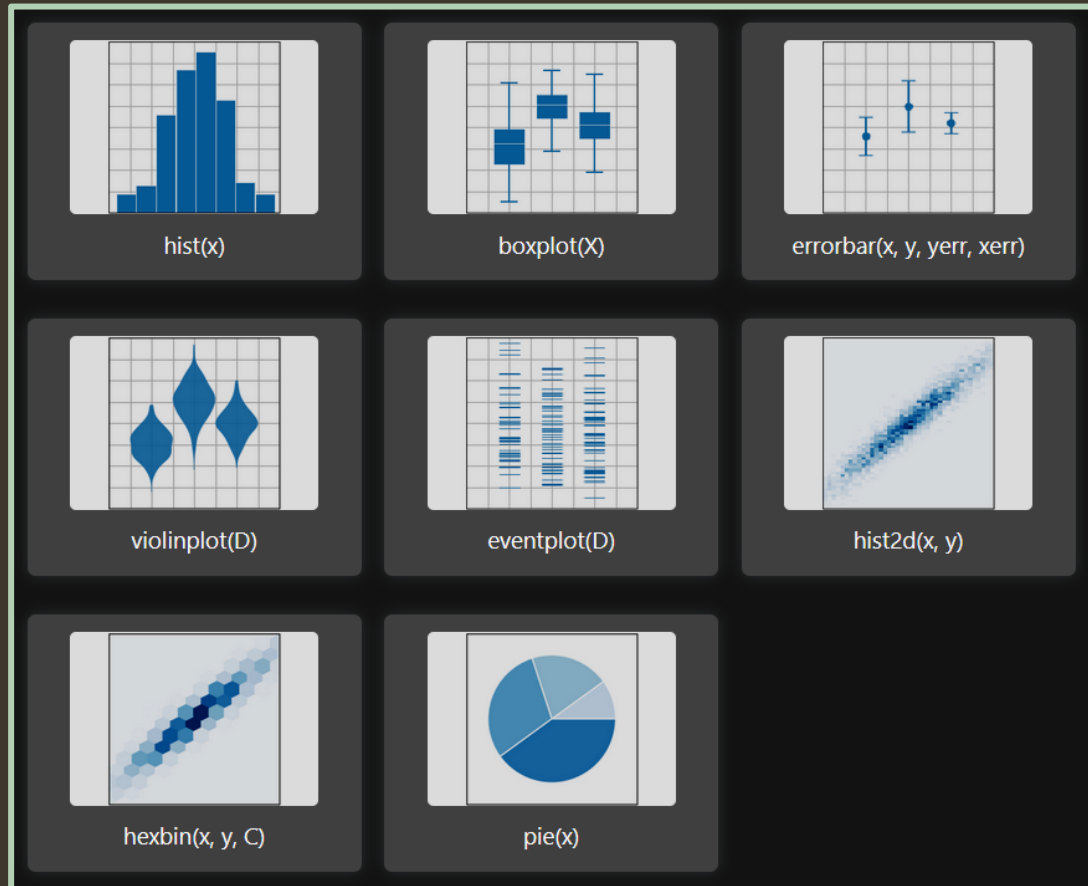 hist(x)
boxplot(X)
errorbar(x, y, yerr, xerr)
violinplot(D)
eventplot(D)
hist2d(x, y)
hexbin(x, y, C)
pie(x)